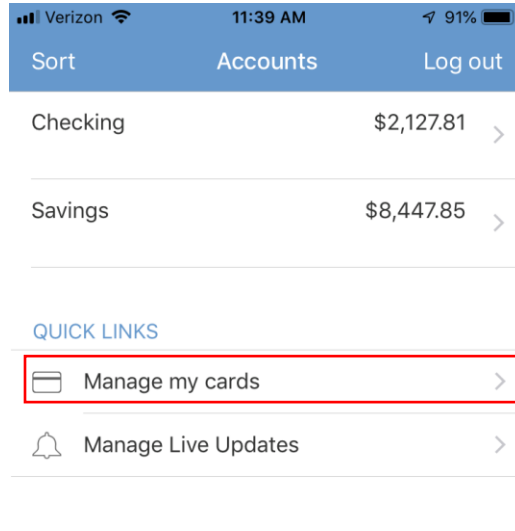 Verizon 11:39 AM 91%
Sort Accounts Log out
Checking $2,127.81
Savings $8,447.85
QUICK LINKS
Manage my cards
Manage Live Updates